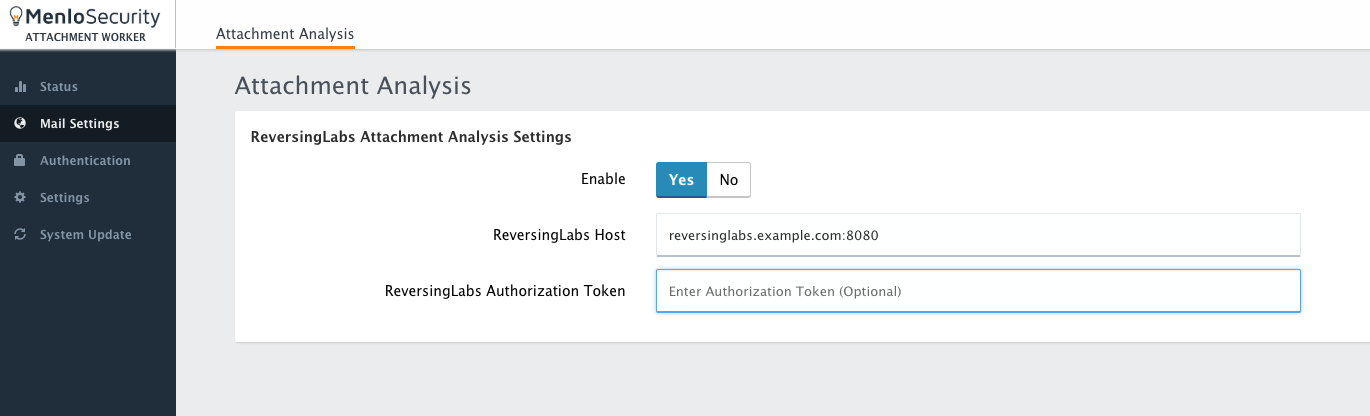 MenloSecurity
ATTACHMENT WORKER
Attachment Analysis
Status
Mail Settings
Authentication
Settings
System Update
Attachment Analysis
ReversingLabs Attachment Analysis Settings
Enable Yes No
ReversingLabs Host reversinglabs.example.com:8080
ReversingLabs Authorization Token Enter Authorization Token (Optional)